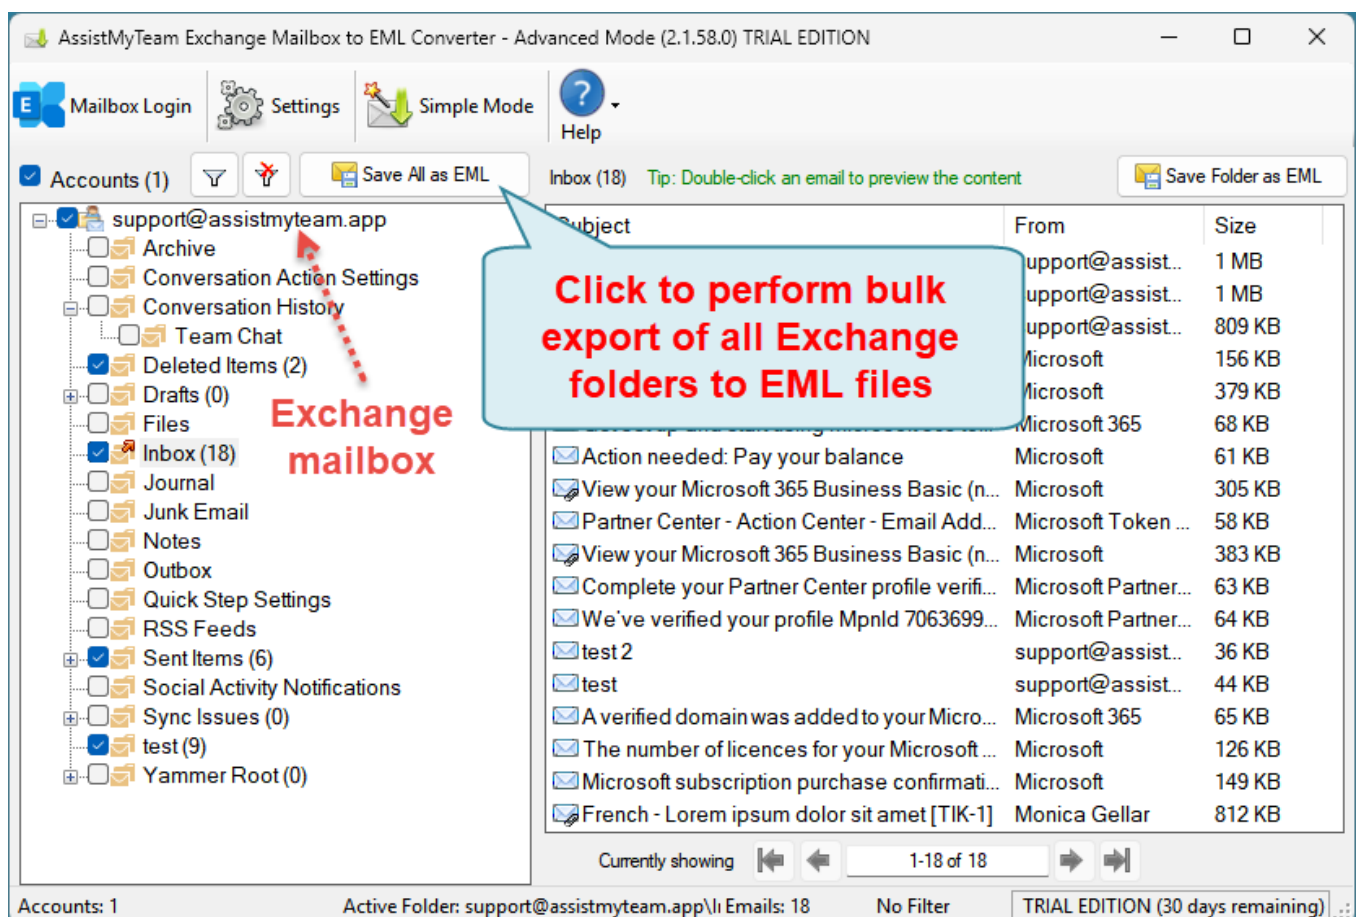 AssistMyTeam Exchange Mailbox to EML Converter - Advanced Mode (2.1.58.0) TRIAL EDITION
E Mailbox Login Settings Simple Mode ? Help
Accounts (1) Save All as EML
Inbox (18) Tip: Double-click an email to preview the content Save Folder as EML
support@assistmyteam.app
Archive
Conversation Action Settings
Conversation History
Team Chat
Deleted Items (2)
Drafts (0)
Files
Inbox (18)
Journal
Junk Email
Notes
Outbox
Quick Step Settings
RSS Feeds
Sent Items (6)
Social Activity Notifications
Sync Issues (0)
test (9)
Yammer Root (0)
Exchange
mailbox
Click to perform bulk
export of all Exchange
folders to EML files
From Size
1 MB
1 MB
809 KB
Microsoft 156 KB
Microsoft 379 KB
Microsoft 365 68 KB
Action needed: Pay your balance Microsoft 61 KB
View your Microsoft 365 Business Basic (n... Microsoft 305 KB
Partner Center - Action Center - Email Add... Microsoft Token ... 58 KB
View your Microsoft 365 Business Basic (n... Microsoft 383 KB
Complete your Partner Center profile verifi... Microsoft Partner... 63 KB
We've verified your profile MpnId 7063699... Microsoft Partner... 64 KB
test 2 support@assist... 36 KB
test support@assist... 44 KB
A verified domain was added to your Micro... Microsoft 365 65 KB
The number of licences for your Microsoft ... Microsoft 126 KB
Microsoft subscription purchase confirmati... Microsoft 149 KB
French - Lorem ipsum dolor sit amet [TIK-1] Monica Gellar 812 KB
Currently showing 1-18 of 18
Accounts: 1 Active Folder: support@assistmyteam.app\ Emails: 18 No Filter TRIAL EDITION (30 days remaining)